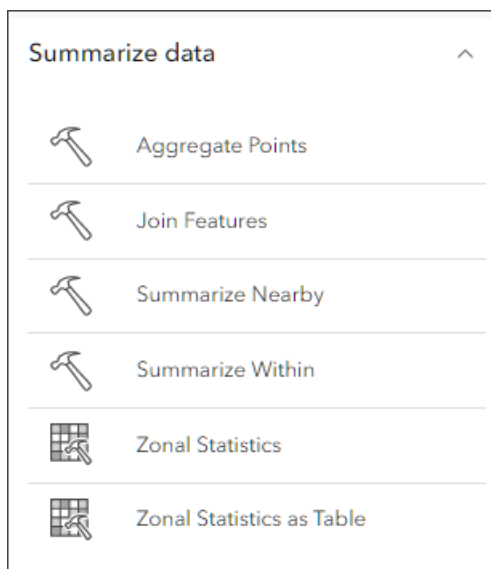 Summarize data
Aggregate Points
Join Features
Summarize Nearby
Summarize Within
Zonal Statistics
Zonal Statistics as Table